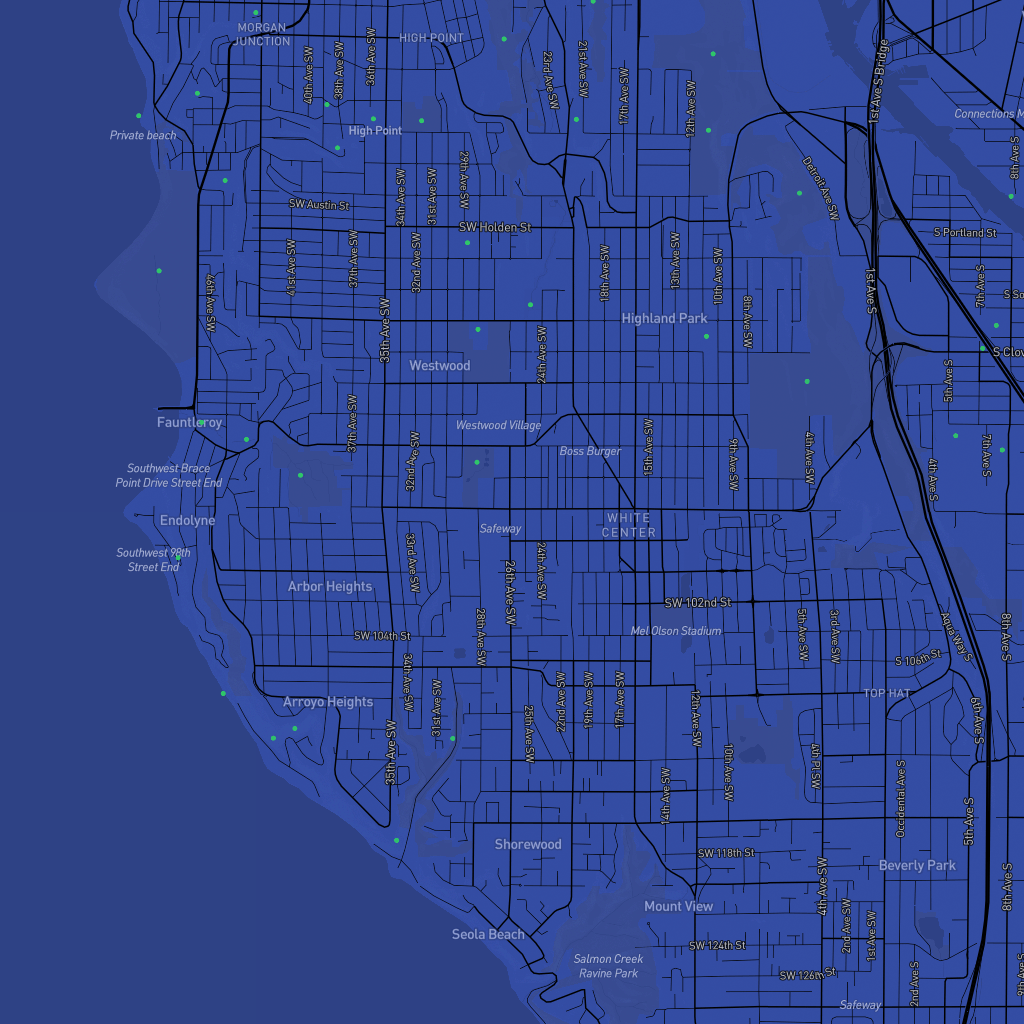 MORGAN
JUNCTION
HIGH POINT
40th Ave SW
38th Ave SW
36th Ave SW
23rd Ave SW
21st Ave SW
17th Ave SW
12th Ave SW
1st Ave S Bridge
Private beach
High Point
Detroit Ave SW
8th Ave S
29th Ave SW
34th Ave SW
31st Ave SW
SW Austin St
SW Holden St
S Portland St
41st Ave SW
37th Ave SW
32nd Ave SW
46th Ave SW
18th Ave SW
13th Ave SW
10th Ave SW
8th Ave SW
1st Ave S
7th Ave S
35th Ave SW
Highland Park
24th Ave SW
Westwood
5th Ave S
Fauntleroy
37th Ave SW
Westwood Village
32nd Ave SW
Boss Burger
15th Ave SW
9th Ave SW
4th Ave SW
4th Ave S
7th Ave S
Southwest Brace
Point Drive Street End
Endolyne
Safeway
WHITE
CENTER
Southwest 98th
Street End
33rd Ave SW
24th Ave SW
26th Ave SW
Arbor Heights
SW 102nd St
28th Ave SW
SW 104th St
Mel Olson Stadium
5th Ave SW
3rd Ave SW
Aqua Way S
8th Ave S
S 106th St
34th Ave SW
31st Ave SW
Arroyo Heights
22nd Ave SW
19th Ave SW
17th Ave SW
12th Ave SW
TOP HAT
6th Ave S
25th Ave SW
35th Ave SW
10th Ave SW
4th Pl SW
14th Ave SW
Occidental Ave S
5th Ave S
Shorewood
SW 118th St
Beverly Park
4th Ave SW
8th Ave S
Mount View
2nd Ave SW
1st Ave SW
Seola Beach
SW 124th St
Salmon Creek
Ravine Park
SW 126th St
2nd Ave S
Safeway